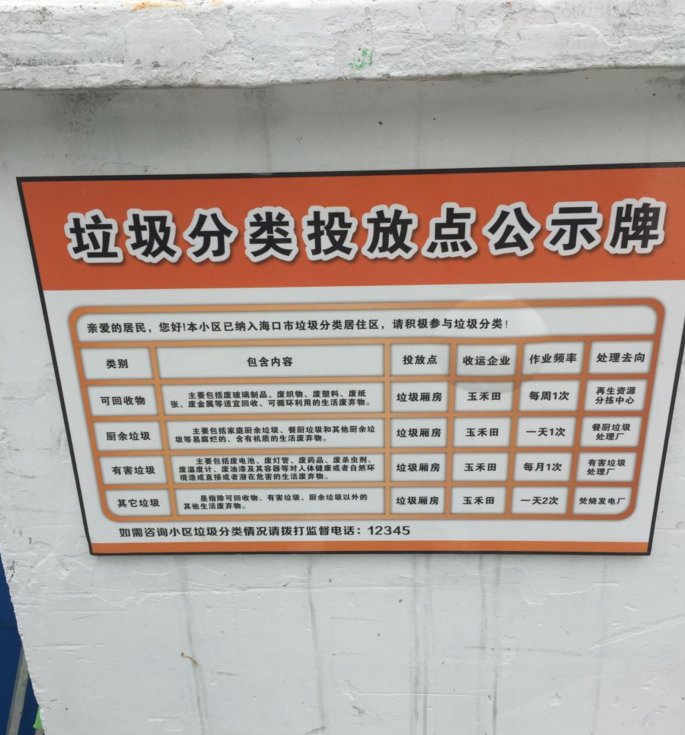 垃圾分类投放点公示牌
亲爱的居民，您好!本小区已纳入海口市垃圾分类居住区，请积极参与垃圾分类!
类别 包含内容 投放点 收运企业 作业频率 处理去向
可回收物 主要包括废玻璃制品、废织物、废塑料、废纸 垃圾厢房 玉禾田 每周1次 再生资源
张、废金属等适宜回收、可循环利用的生活废弃物。 分拣中心
厨余垃圾 主要包括家庭厨余垃圾、餐厨垃圾和其他厨余垃 垃圾厢房 玉禾田 一天1次 餐厨垃圾
圾等易腐烂的、含有机质的生活废弃物。 处理厂
有害垃圾 主要包括废电池、废灯管、废药品、废杀虫剂、 垃圾厢房 玉禾田 每月1次 有害垃圾
废温度计、废油漆及其容器等对人体健康或者自然环 处理厂
境造成直接或者潜在危害的生活废弃物。
其它垃圾 是指除可回收物、有害垃圾、厨余垃圾以外的 垃圾厢房 玉禾田 一天2次 焚烧发电厂
其他生活废弃物。
如需咨询小区垃圾分类情况请拨打监督电话：12345